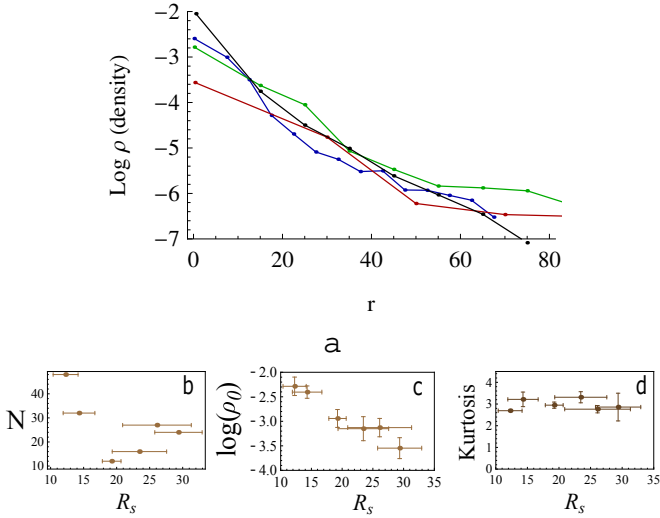 Log ρ (density)
−2
−3
−4
−5
−6
−7
0 20 40 60 80
r
a
N
40
30
20
10
b
10 15 20 25 30
R_s
log(ρ_0)
−2.0
−2.5
−3.0
−3.5
−4.0
c
10 15 20 25 30 35
R_s
Kurtosis
4
3
2
1
0
d
10 15 20 25 30 35
R_s